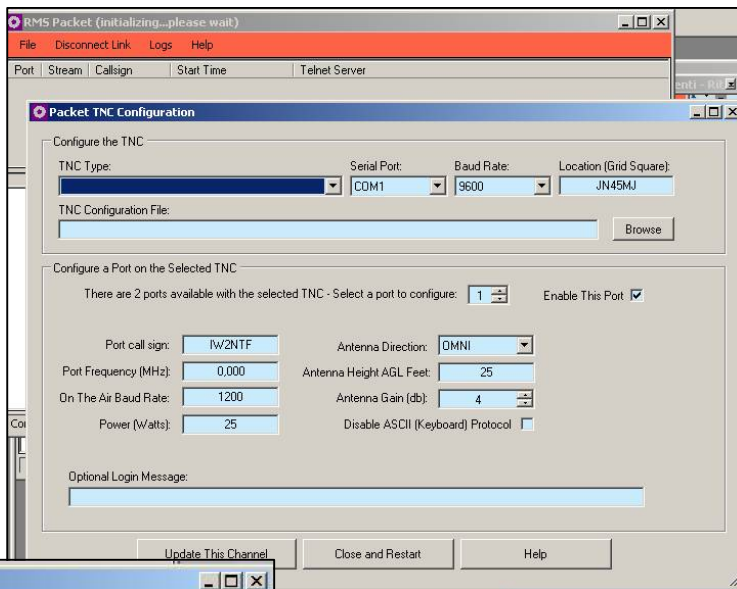 RMS Packet (initializing...please wait)
File Disconnect Link Logs Help
Port Stream Callsign Start Time Telnet Server
Packet TNC Configuration
Configure the TNC
TNC Type: Serial Port: Baud Rate: Location (Grid Square):
COM1 9600 JN45MJ
TNC Configuration File:
Browse
Configure a Port on the Selected TNC
There are 2 ports available with the selected TNC - Select a port to configure: 1 Enable This Port
Port call sign: IW2NTF Antenna Direction: OMNI
Port Frequency (MHz): 0,000 Antenna Height AGL Feet: 25
On The Air Baud Rate: 1200 Antenna Gain (db): 4
Power (Watts): 25 Disable ASCII (Keyboard) Protocol
Optional Login Message:
Update This Channel Close and Restart Help